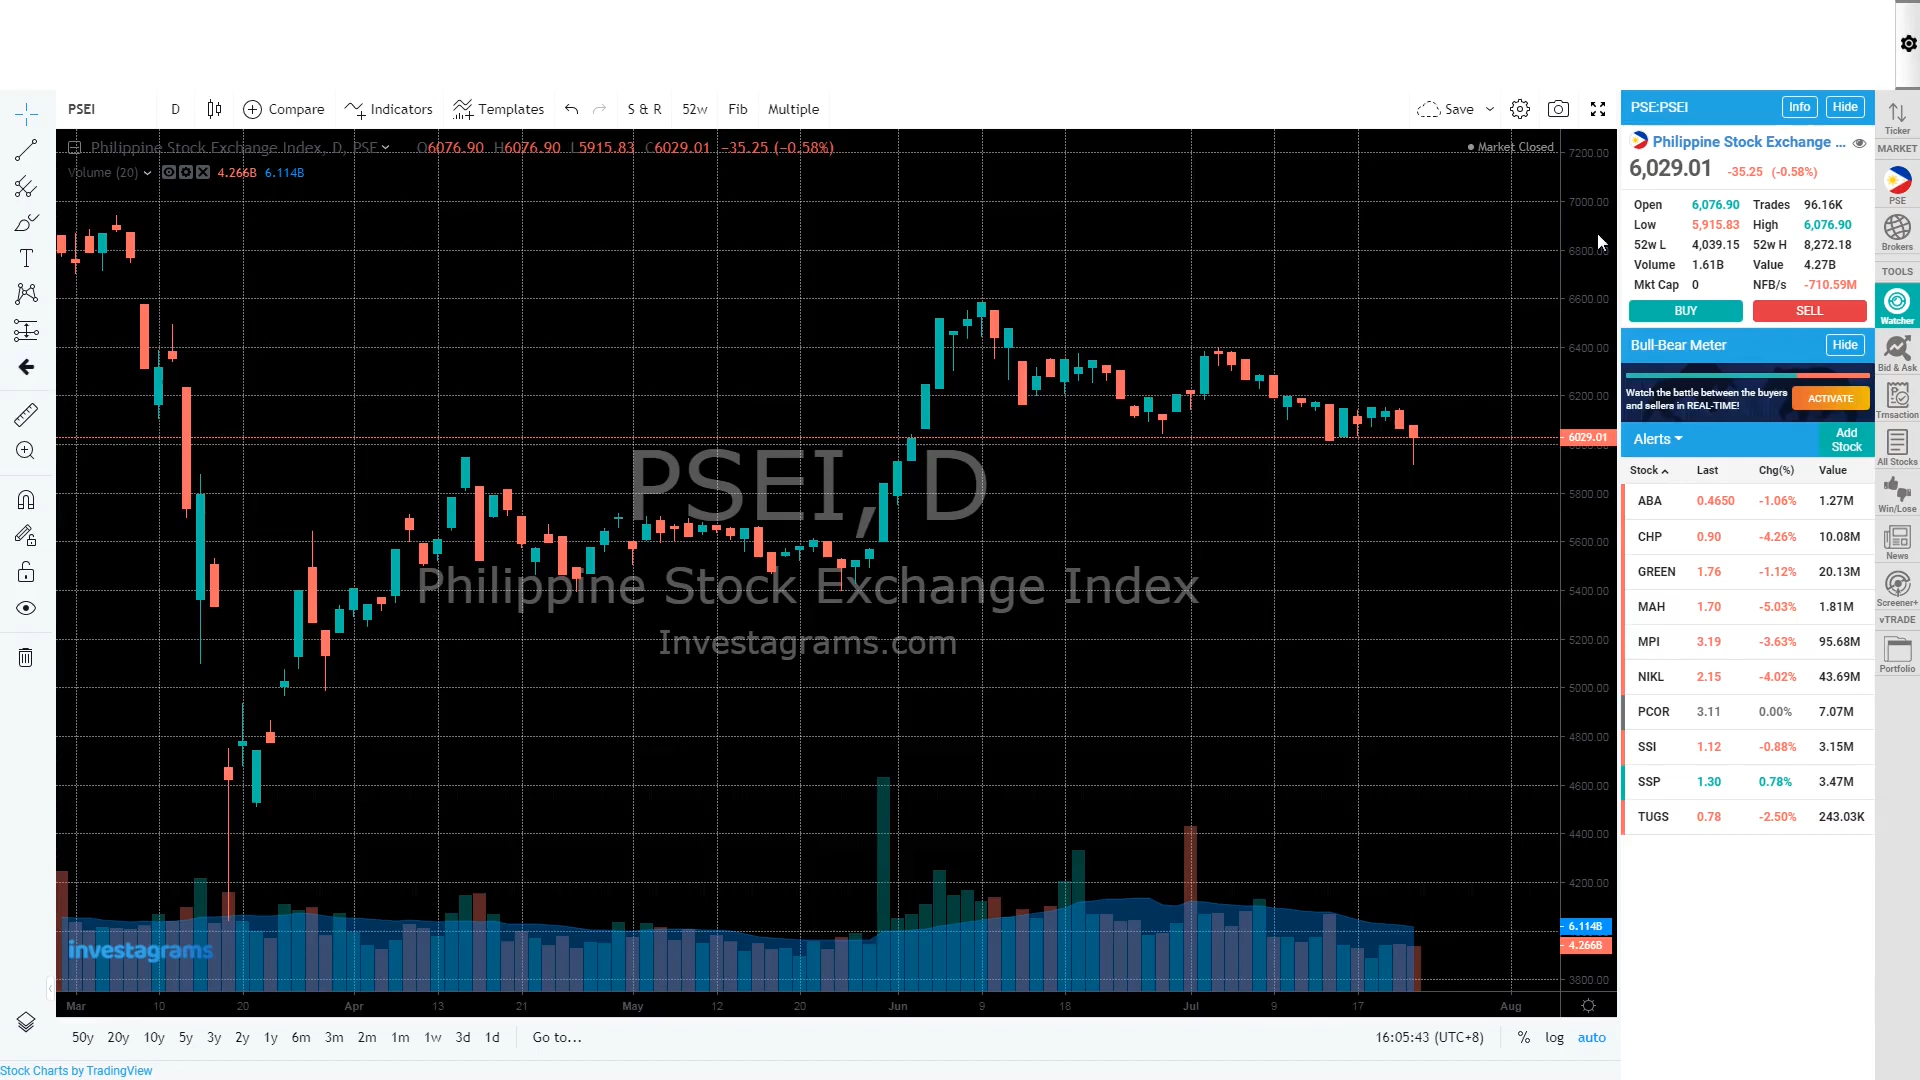 PSEI D Compare Indicators Templates S & R 52w Fib Multiple Save
Philippine Stock Exchange Index, D, PSE O6076.90 H6076.90 L5915.83 C6029.01 −35.25 (−0.58%) Market Closed
Volume (20) 4.266B 6.114B
7200.00
7000.00
6800.00
6600.00
6400.00
6200.00
6029.01
5800.00
5600.00
5400.00
5200.00
5000.00
4800.00
4600.00
4400.00
4200.00
6.114B
4.266B
3800.00
PSEI, D
Philippine Stock Exchange Index
Investagrams.com
investagrams
Mar 10 20 Apr 13 21 May 12 20 Jun 9 18 Jul 9 17 Aug
50y 20y 10y 5y 3y 2y 1y 6m 3m 2m 1m 1w 3d 1d Go to... 16:05:43 (UTC+8) % log auto
Stock Charts by TradingView
PSE:PSEI Info Hide
Philippine Stock Exchange ...
6,029.01 -35.25 (-0.58%)
Open 6,076.90 Trades 96.16K
Low 5,915.83 High 6,076.90
52w L 4,039.15 52w H 8,272.18
Volume 1.61B Value 4.27B
Mkt Cap 0 NFB/s -710.59M
BUY SELL
Bull-Bear Meter Hide
Watch the battle between the buyers
and sellers in REAL-TIME! ACTIVATE
Alerts Add
Stock
Stock Last Chg(%) Value
ABA 0.4650 -1.06% 1.27M
CHP 0.90 -4.26% 10.08M
GREEN 1.76 -1.12% 20.13M
MAH 1.70 -5.03% 1.81M
MPI 3.19 -3.63% 95.68M
NIKL 2.15 -4.02% 43.69M
PCOR 3.11 0.00% 7.07M
SSI 1.12 -0.88% 3.15M
SSP 1.30 0.78% 3.47M
TUGS 0.78 -2.50% 243.03K
Ticker
MARKET
PSE
Brokers
TOOLS
Watcher
Bid & Ask
Trnsaction
All Stocks
Win/Lose
News
Screener+
vTRADE
Portfolio